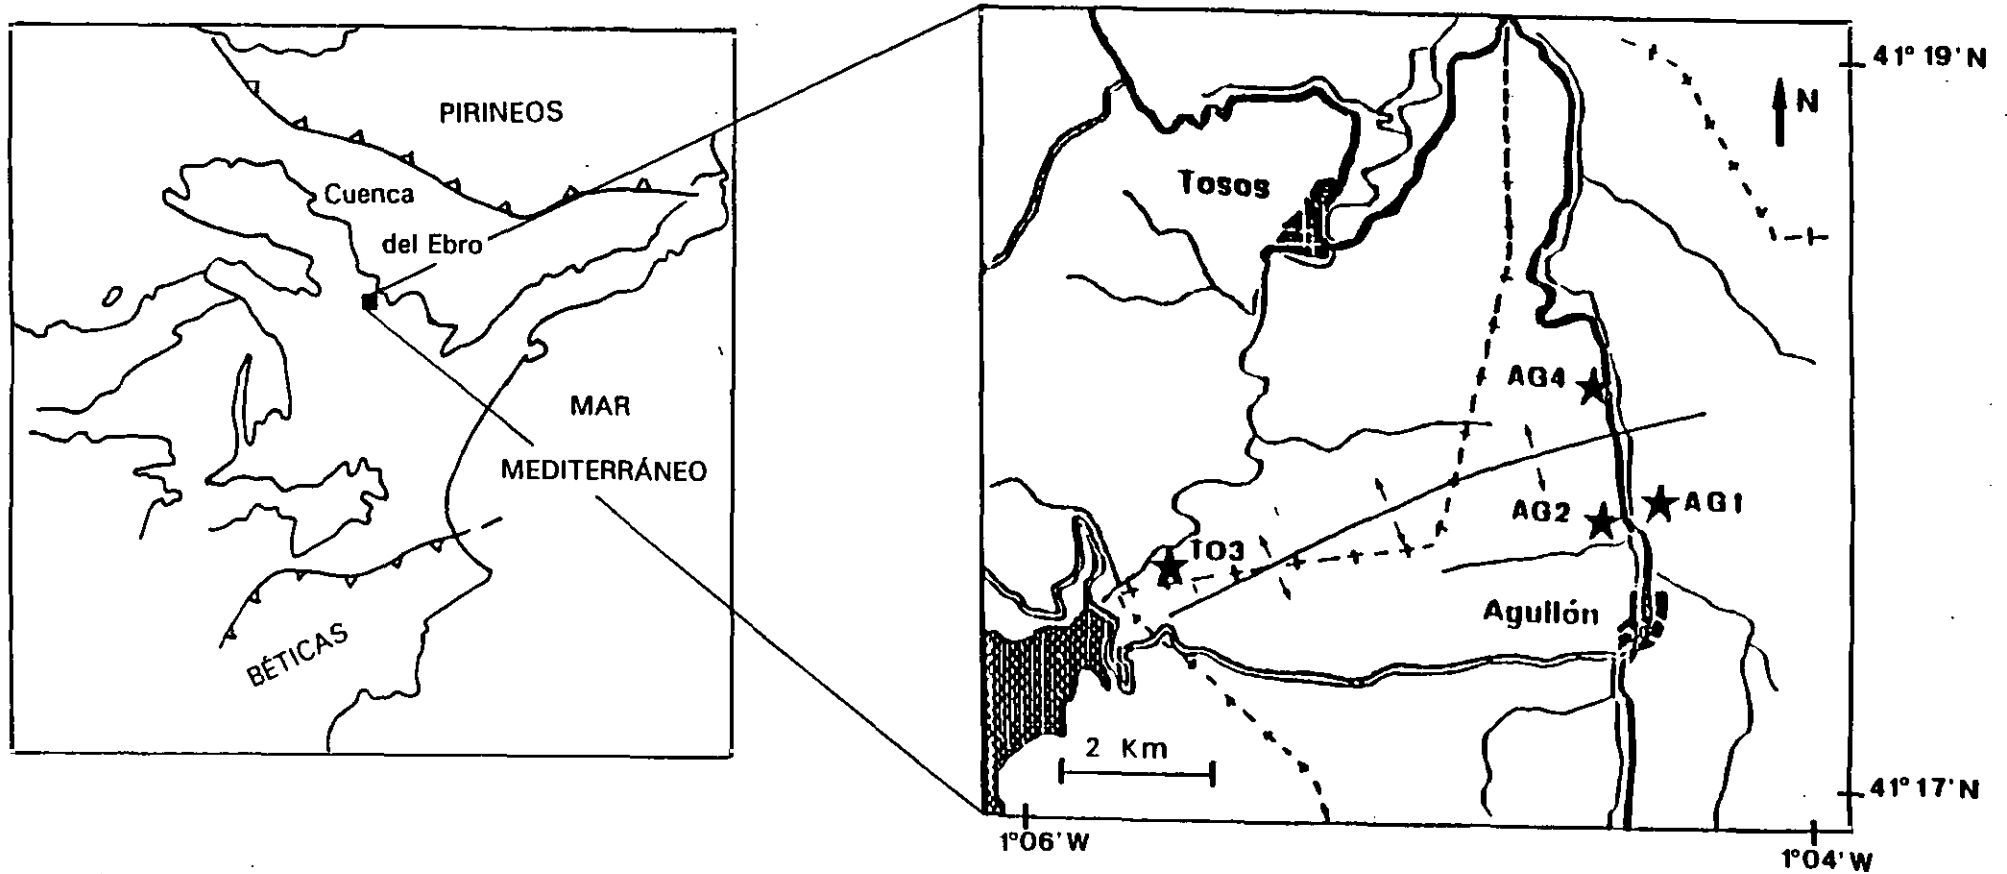 PIRINEOS
Cuenca
del Ebro
MAR
MEDITERRÁNEO
BÉTICAS
41° 19' N
N
Tosos
AG4
AG2
AG1
TO3
Aguilón
2 Km
41° 17' N
1° 06' W
1° 04' W